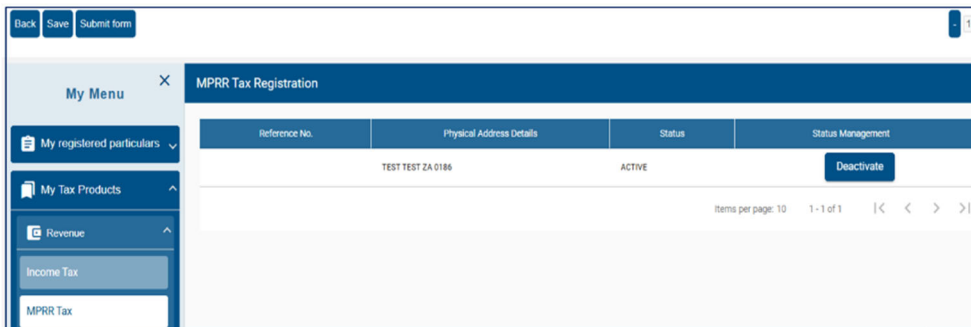 Back Save Submit form
- 1
My Menu
MPRR Tax Registration
Reference No. Physical Address Details Status Status Management
My registered particulars
TEST TEST ZA 0186 ACTIVE Deactivate
My Tax Products
Items per page: 10 1 - 1 of 1
Revenue
Income Tax
MPRR Tax